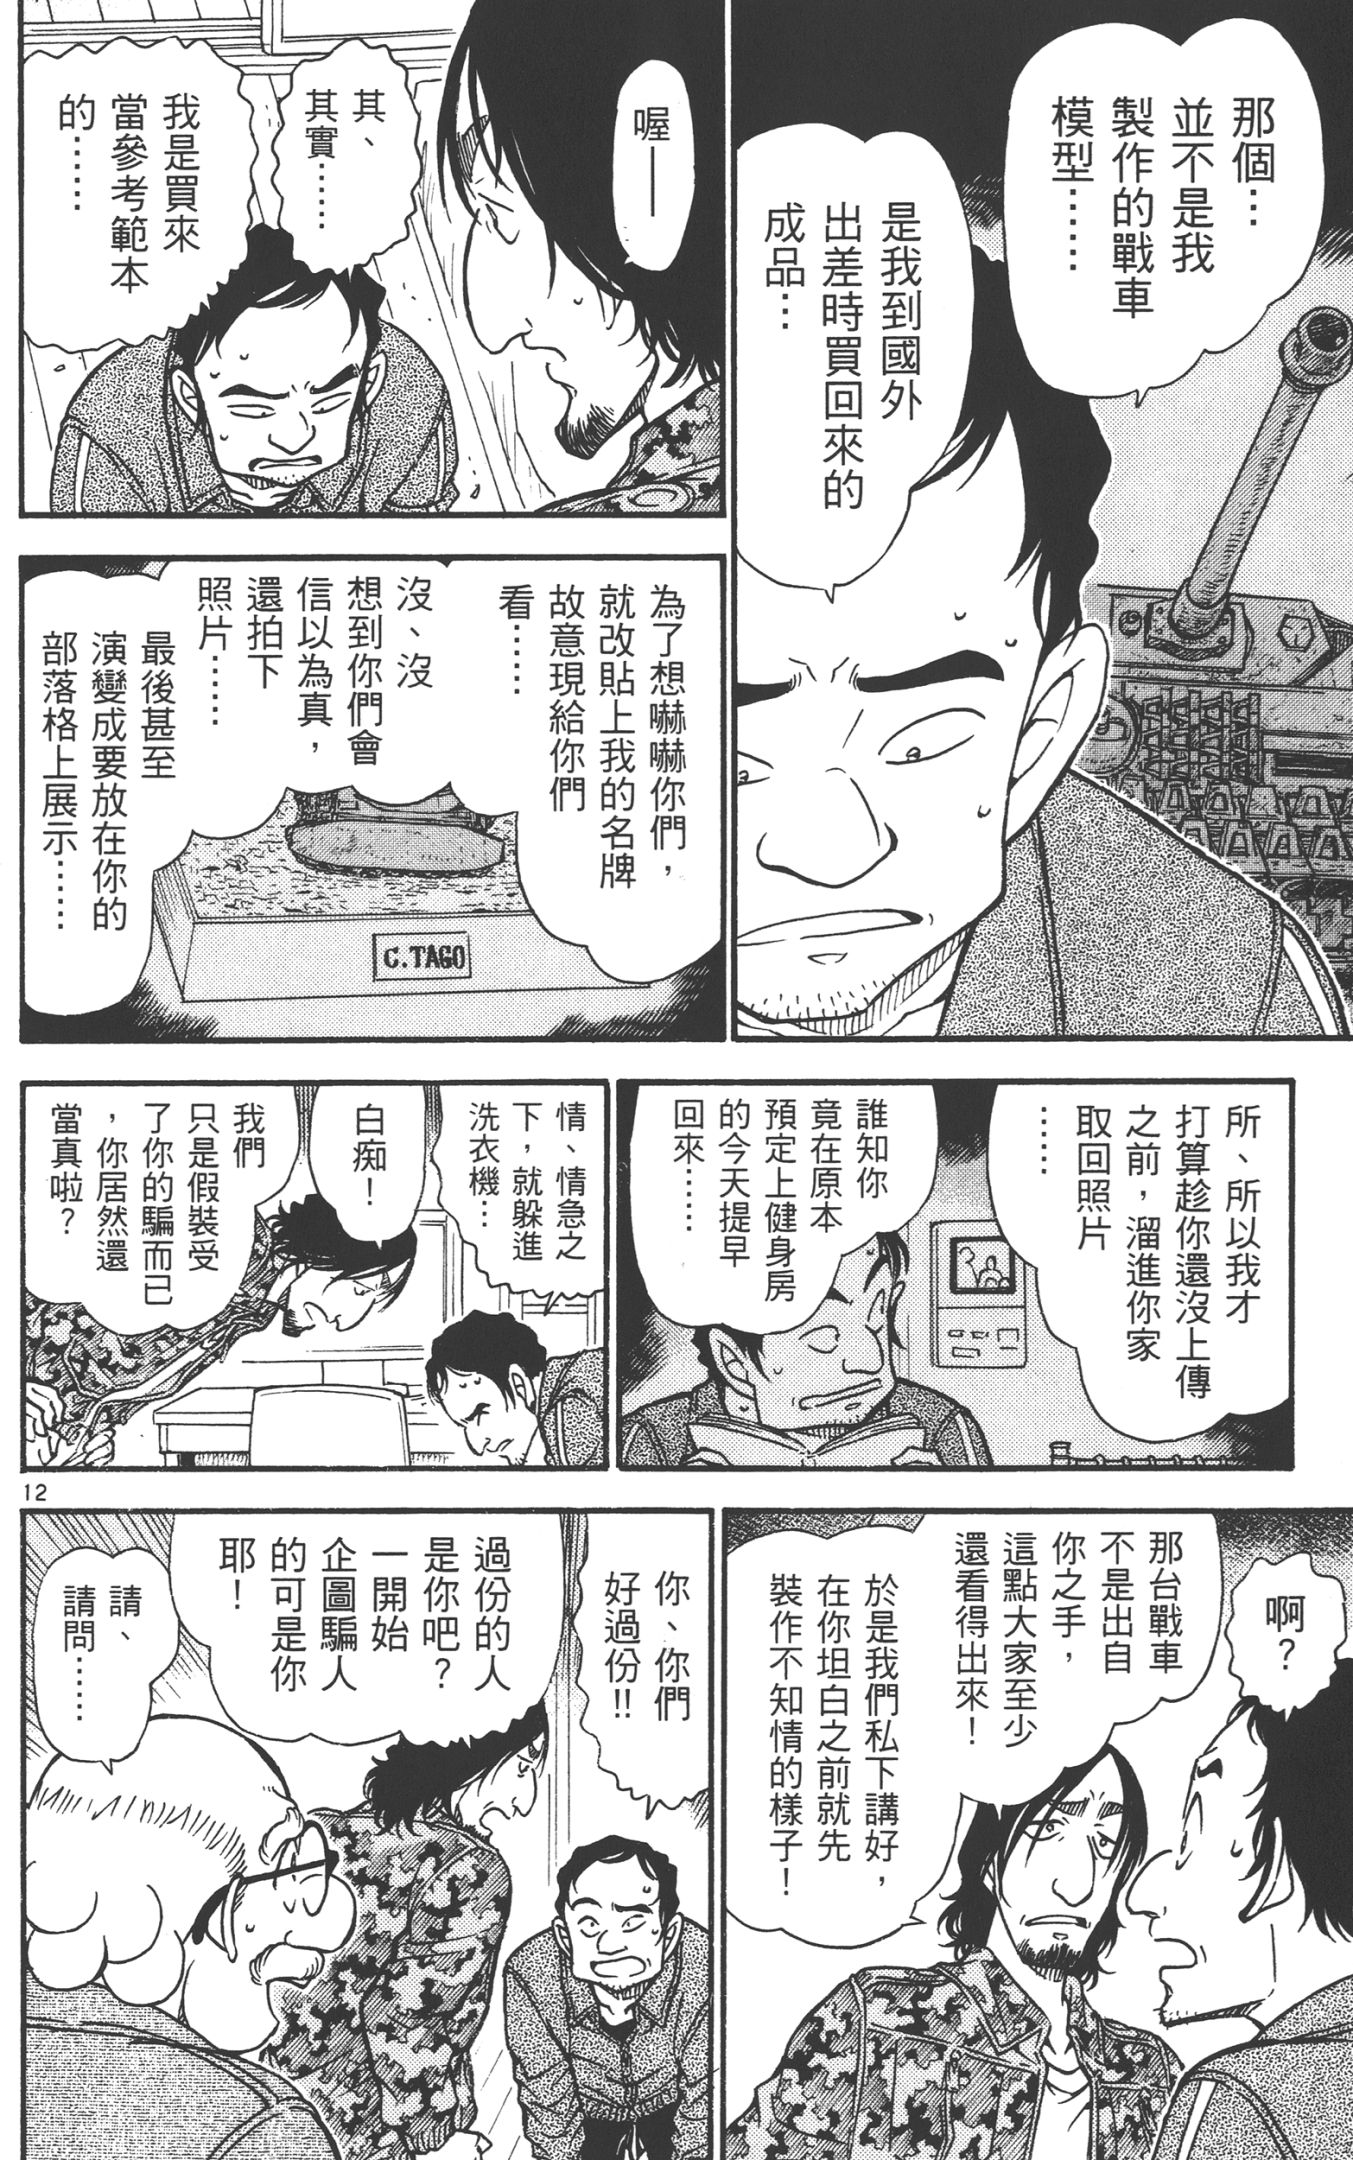 那個…
並不是我
製作的戰車
模型……
是我到國外
出差時買回來的
成品…
喔——
其、
其實……
我是買來
當參考範本
的……
為了想嚇嚇你們，
就改貼上我的名牌
故意現給你們
看……
沒、沒
想到你們會
信以為真，
還拍下
照片……
最後甚至
演變成要放在你的
部落格上展示……
C.TAGO
所、所以我才
打算趁你還沒上傳
之前，溜進你家
取回照片
……
誰知你
竟在原本
預定上健身房
的今天提早
回來……
情、情急之
下，就躲進
洗衣機…
白痴！
我們
只是假裝受
了你的騙而已
，你居然還
當真啦？
12
啊？
那台戰車
不是出自
你之手，
這點大家至少
還看得出來！
於是我們私下講好，
在你坦白之前就先
裝作不知情的樣子！
你、你們
好過份!!
過份的人
是你吧？
一開始
企圖騙人
的可是你
耶！
請、
請問……